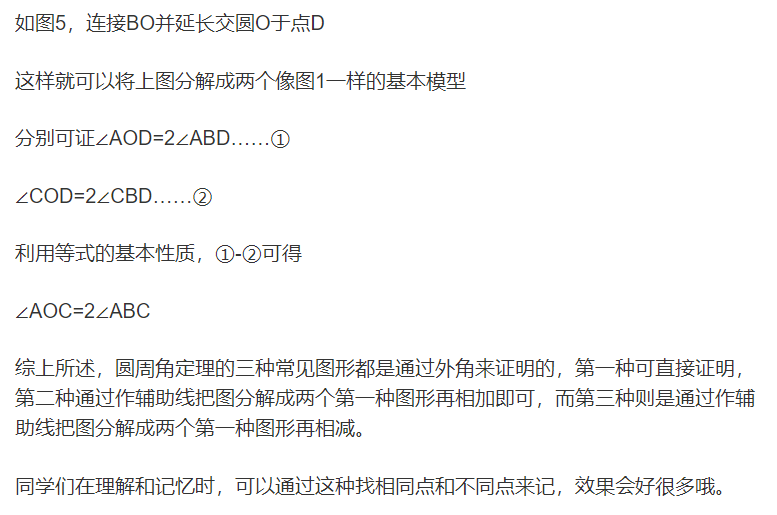 如图5，连接BO并延长交圆O于点D
这样就可以将上图分解成两个像图1一样的基本模型
分别可证∠AOD=2∠ABD……①
∠COD=2∠CBD……②
利用等式的基本性质，①-②可得
∠AOC=2∠ABC
综上所述，圆周角定理的三种常见图形都是通过外角来证明的，第一种可直接证明，
第二种通过作辅助线把图分解成两个第一种图形再相加即可，而第三种则是通过作辅
助线把图分解成两个第一种图形再相减。
同学们在理解和记忆时，可以通过这种找相同点和不同点来记，效果会好很多哦。